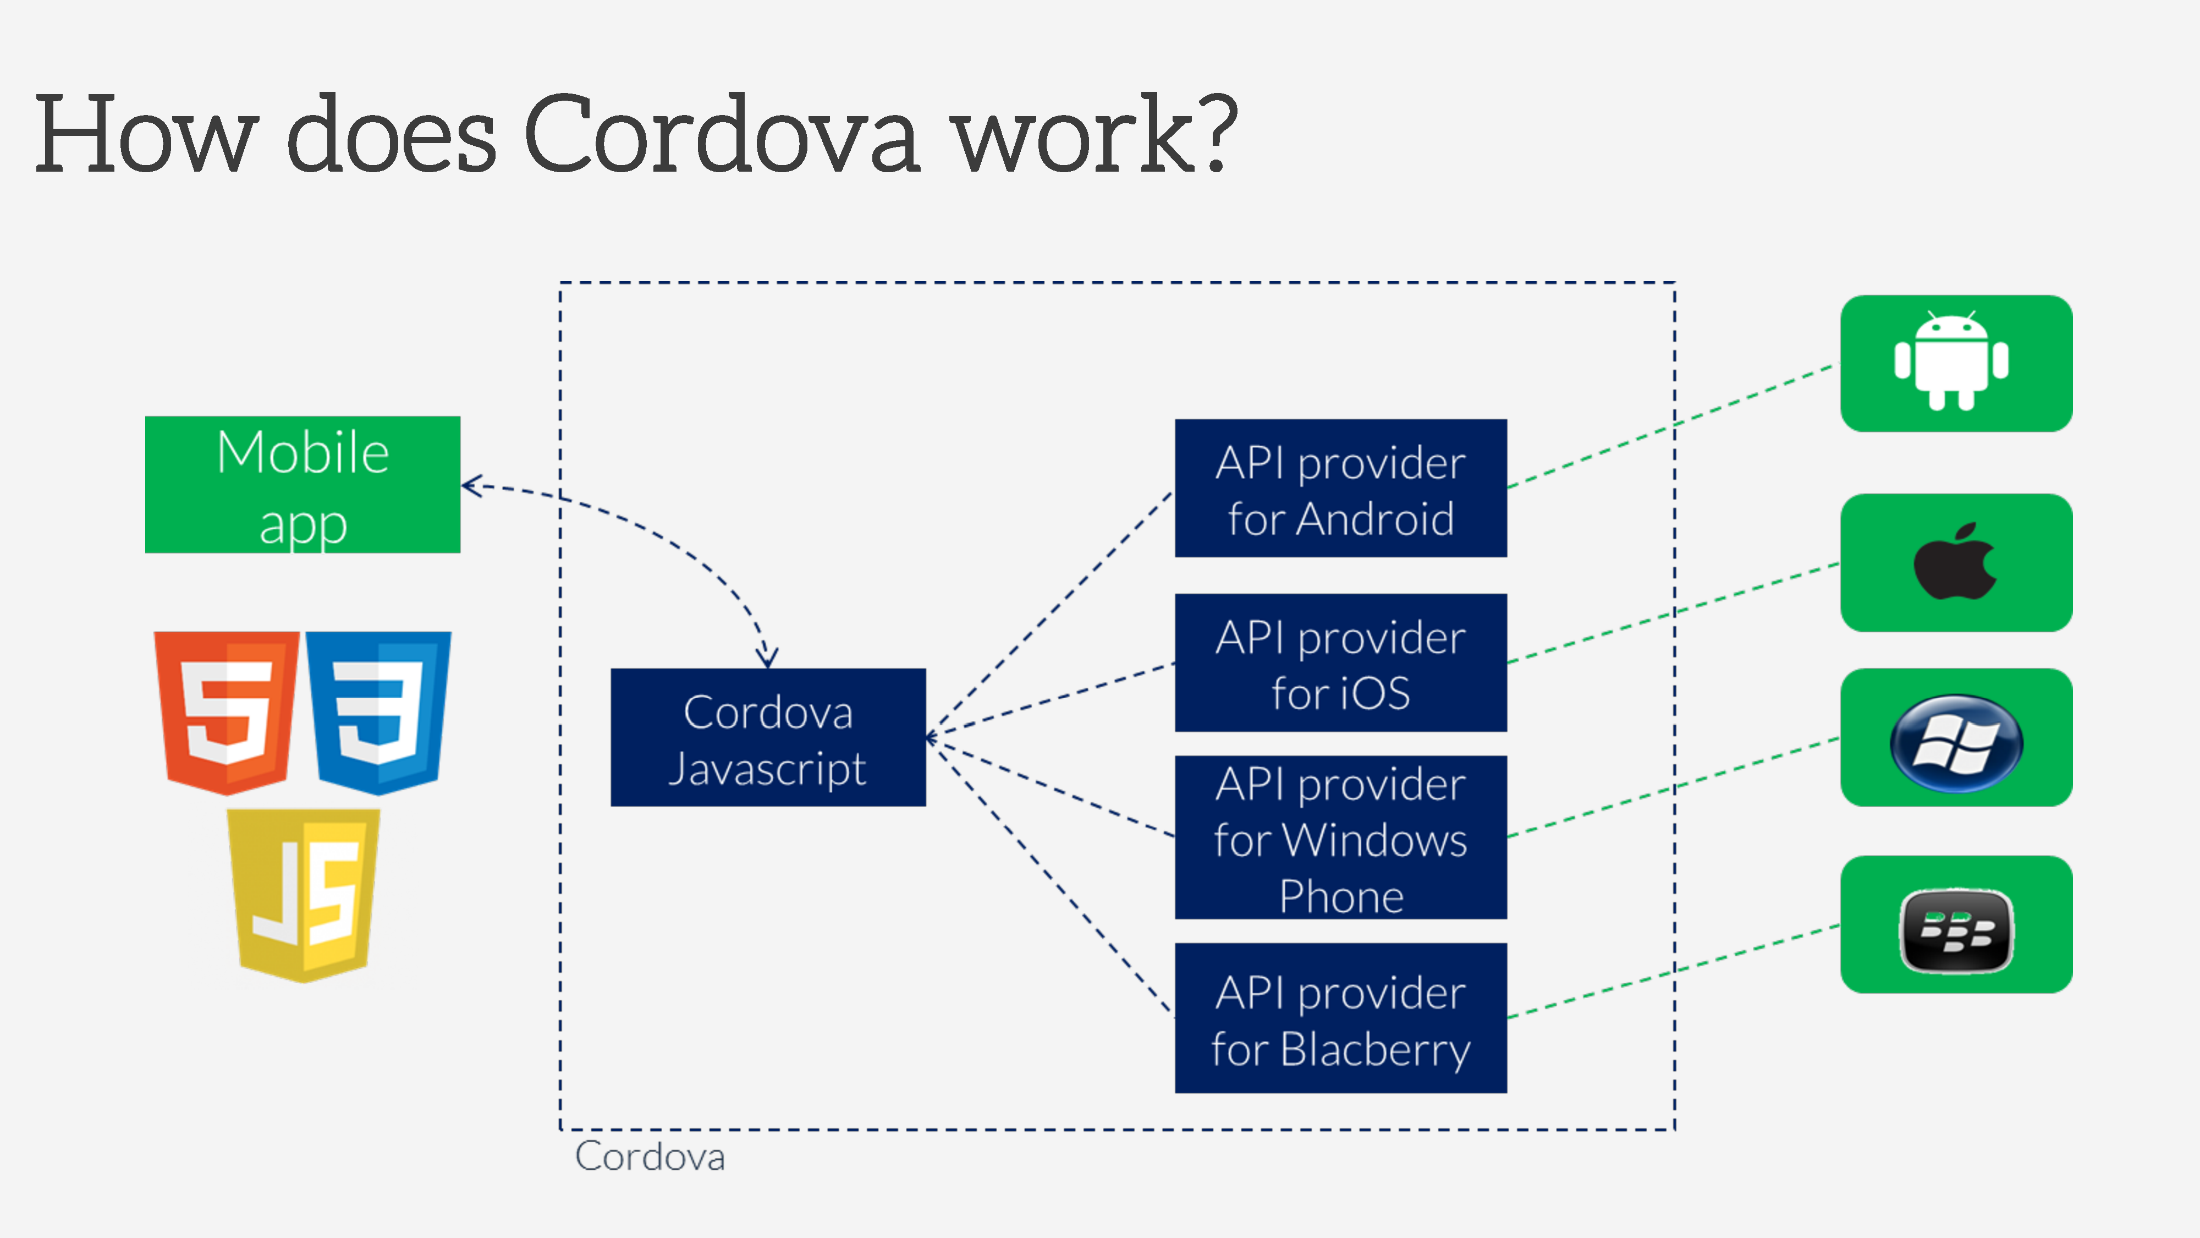 How does Cordova work?
Mobile
app
JS
Cordova
Javascript
API provider
for Android
API provider
for iOS
API provider
for Windows
Phone
API provider
for Blacberry
Cordova